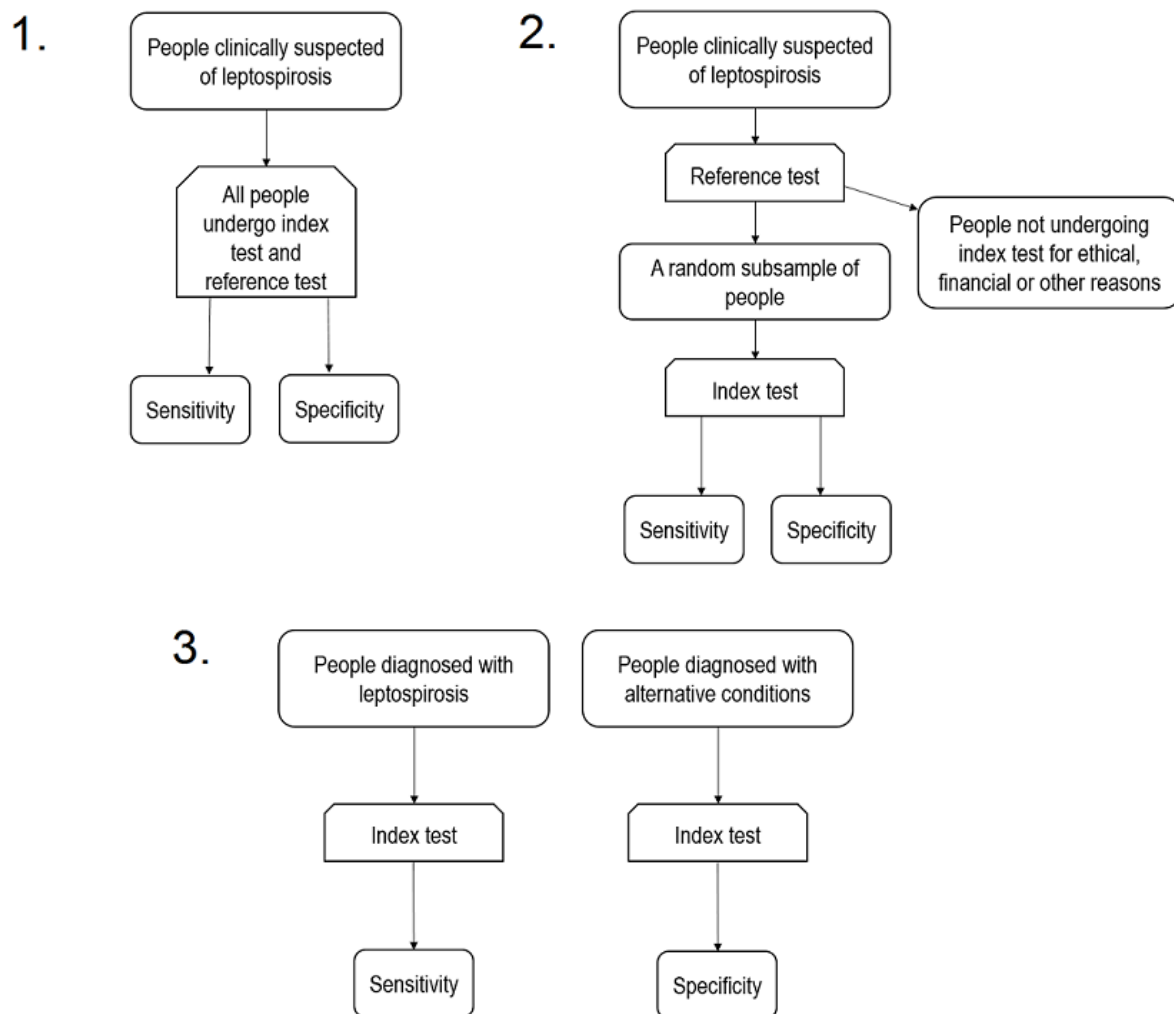 1.
People clinically suspected
of leptospirosis
All people
undergo index
test and
reference test
Sensitivity
Specificity
2.
People clinically suspected
of leptospirosis
Reference test
People not undergoing
index test for ethical,
financial or other reasons
A random subsample of
people
Index test
Sensitivity
Specificity
3.
People diagnosed with
leptospirosis
Index test
Sensitivity
People diagnosed with
alternative conditions
Index test
Specificity